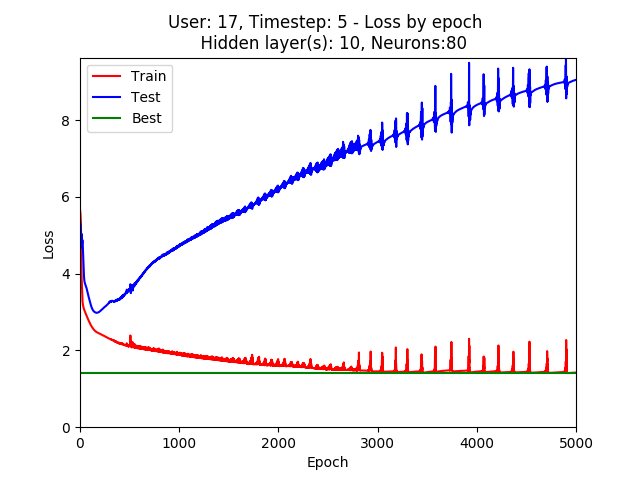 User: 17, Timestep: 5 - Loss by epoch
Hidden layer(s): 10, Neurons:80
Train
Test
Best
Loss
8
6
4
2
0
0 1000 2000 3000 4000 5000
Epoch